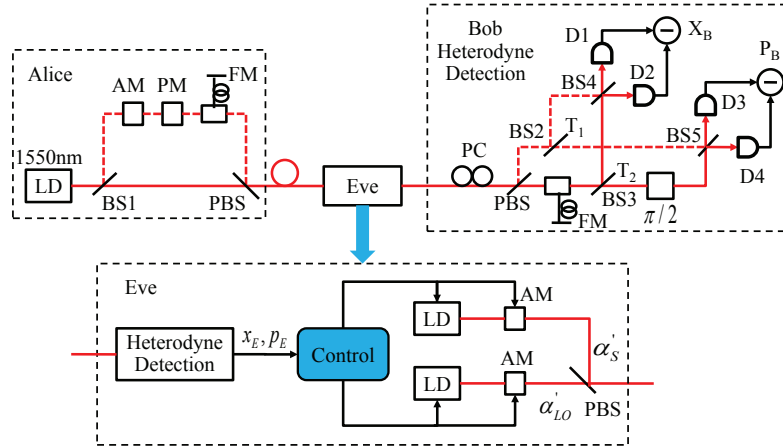 Alice
AM
PM
FM
1550nm
LD
BS1
PBS
Eve
Bob
Heterodyne
Detection
D1
X_B
BS4
D2
P_B
D3
BS2
T_1
BS5
D4
PC
PBS
FM
T_2
BS3
π/2
Eve
Heterodyne
Detection
x_E, p_E
Control
LD
AM
α'_S
LD
AM
α'_LO
PBS